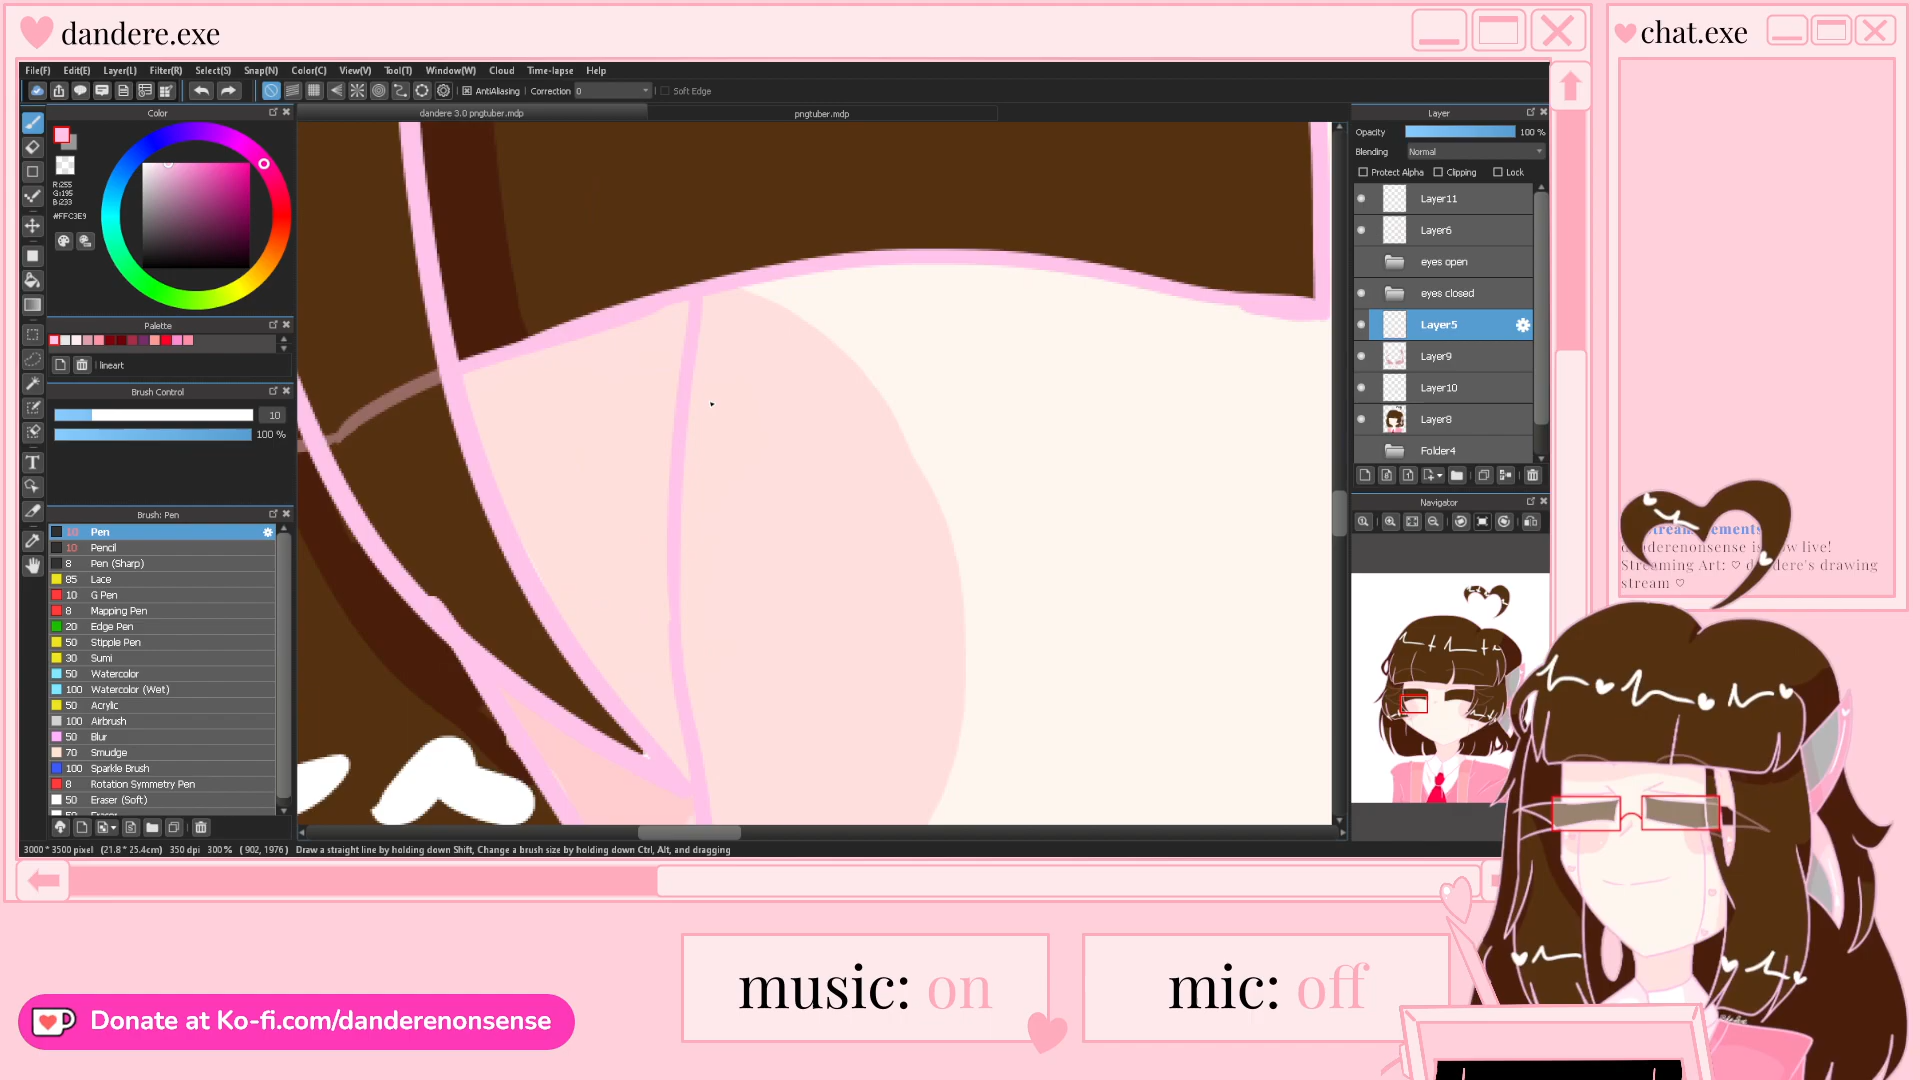 dandere.exe
chat.exe
File(F) Edit(E) Layer(L) Filter(R) Select(S) Snap(N) Color(C) View(V) Tool(T) Window(W) Cloud Time-lapse Help
AntiAliasing Correction 0 Soft Edge
Color
dandere 3.0 pngtuber.mdp
pngtuber.mdp
Layer
R:255
G:195
B:233
#FFC3E9
Palette
lineart
Brush Control
10
100 %
Brush: Pen
10 Pen
10 Pencil
8 Pen (Sharp)
85 Lace
10 G Pen
8 Mapping Pen
20 Edge Pen
50 Stipple Pen
30 Sumi
50 Watercolor
100 Watercolor (Wet)
50 Acrylic
100 Airbrush
50 Blur
70 Smudge
100 Sparkle Brush
8 Rotation Symmetry Pen
50 Eraser (Soft)
Opacity 100 %
Blending Normal
Protect Alpha Clipping Lock
Layer11
Layer6
eyes open
eyes closed
Layer5
Layer9
Layer10
Layer8
Folder4
Navigator
3000 * 3500 pixel (21.8 * 25.4cm) 350 dpi 300 % ( 902, 1976 ) Draw a straight line by holding down Shift, Change a brush size by holding down Ctrl, Alt, and dragging
is live!
Streaming Art: ♡ drawing
stream ♡
music: on
mic: off
Donate at Ko-fi.com/danderenonsense